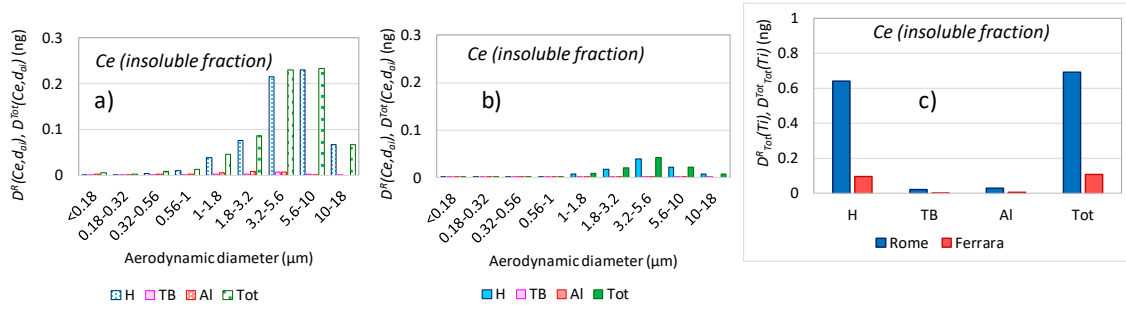 D^R(Ce,d_ai), D^Tot(Ce,d_ai) (ng)
0.3
0.2
0.1
0
Ce (insoluble fraction)
a)
<0.18
0.18-0.32
0.32-0.56
0.56-1
1-1.8
1.8-3.2
3.2-5.6
5.6-10
10-18
Aerodynamic diameter (µm)
H TB Al Tot
D^R(Ce,d_ai), D^Tot(Ce,d_ai) (ng)
0.3
0.2
0.1
0
Ce (insoluble fraction)
b)
<0.18
0.18-0.32
0.32-0.56
0.56-1
1-1.8
1.8-3.2
3.2-5.6
5.6-10
10-18
Aerodynamic diameter (µm)
H TB Al Tot
D^R_Tot(Ti), D^Tot_Tot(Ti) (ng)
1
0.8
0.6
0.4
0.2
0
Ce (insoluble fraction)
c)
H TB Al Tot
Rome Ferrara